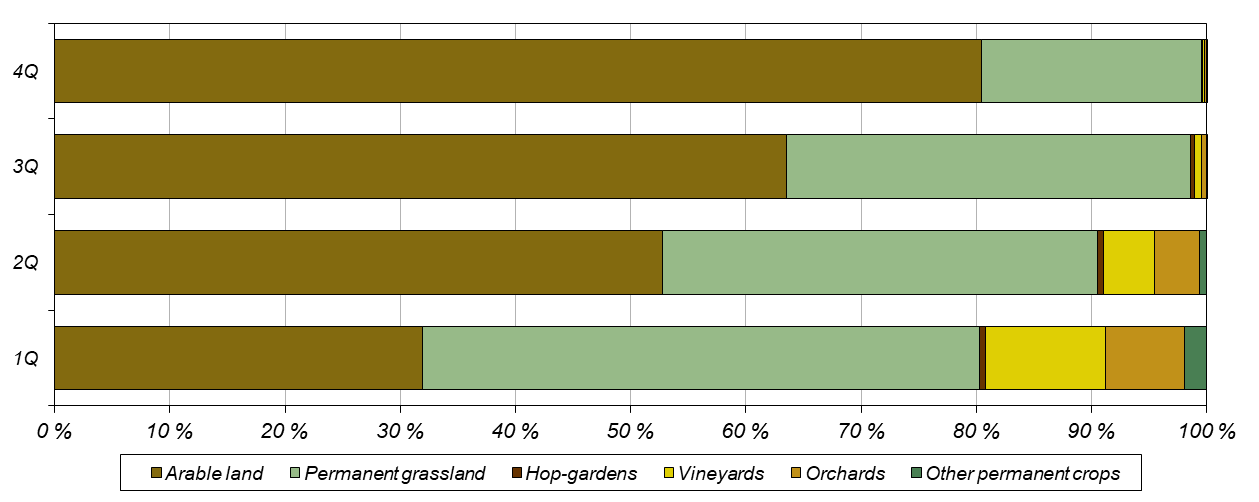 4Q
3Q
2Q
1Q
0 % 10 % 20 % 30 % 40 % 50 % 60 % 70 % 80 % 90 % 100 %
Arable land Permanent grassland Hop-gardens Vineyards Orchards Other permanent crops